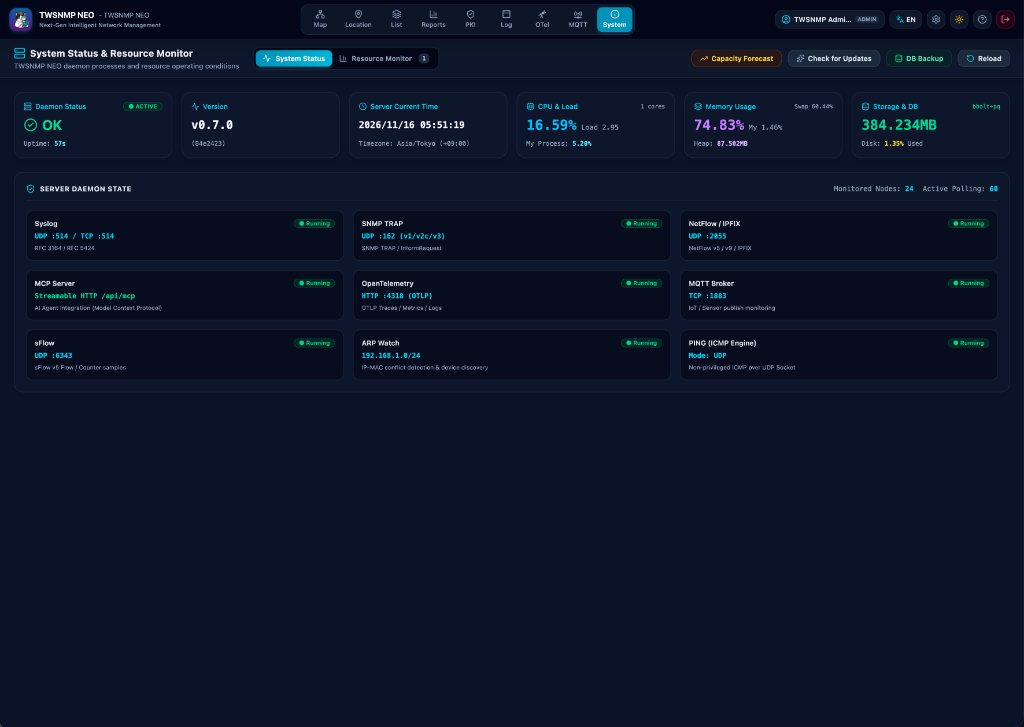 TWSNMP NEO - TWSNMP NEO
Next-Gen Intelligent Network Management
Map
Location
List
Reports
PKI
Log
OTel
MQTT
System
TWSNMP Admi... ADMIN
EN
System Status & Resource Monitor
TWSNMP NEO daemon processes and resource operating conditions
System Status
Resource Monitor 1
Capacity Forecast
Check for Updates
DB Backup
Reload
Daemon Status ACTIVE
OK
Uptime: 57s
Version
v0.7.0
(84e2423)
Server Current Time
2026/11/16 05:51:19
Timezone: Asia/Tokyo (+09:00)
CPU & Load 1 cores
16.59% Load 2.95
My Process: 5.20%
Memory Usage Swap 60.44%
74.83% My 1.46%
Heap: 87.502MB
Storage & DB bbolt+pq
384.234MB
Disk: 1.35% Used
SERVER DAEMON STATE
Monitored Nodes: 24 Active Polling: 60
Syslog Running
UDP :514 / TCP :514
RFC 3164 / RFC 5424
SNMP TRAP Running
UDP :162 (v1/v2c/v3)
SNMP TRAP / InformRequest
NetFlow / IPFIX Running
UDP :2055
NetFlow v5 / v9 / IPFIX
MCP Server Running
Streamable HTTP /api/mcp
AI Agent Integration (Model Context Protocol)
OpenTelemetry Running
HTTP :4318 (OTLP)
OTLP Traces / Metrics / Logs
MQTT Broker Running
TCP :1883
IoT / Sensor publish monitoring
sFlow Running
UDP :6343
sFlow v5 Flow / Counter samples
ARP Watch Running
192.168.1.0/24
IP-MAC conflict detection & device discovery
PING (ICMP Engine) Running
Mode: UDP
Non-privileged ICMP over UDP Socket